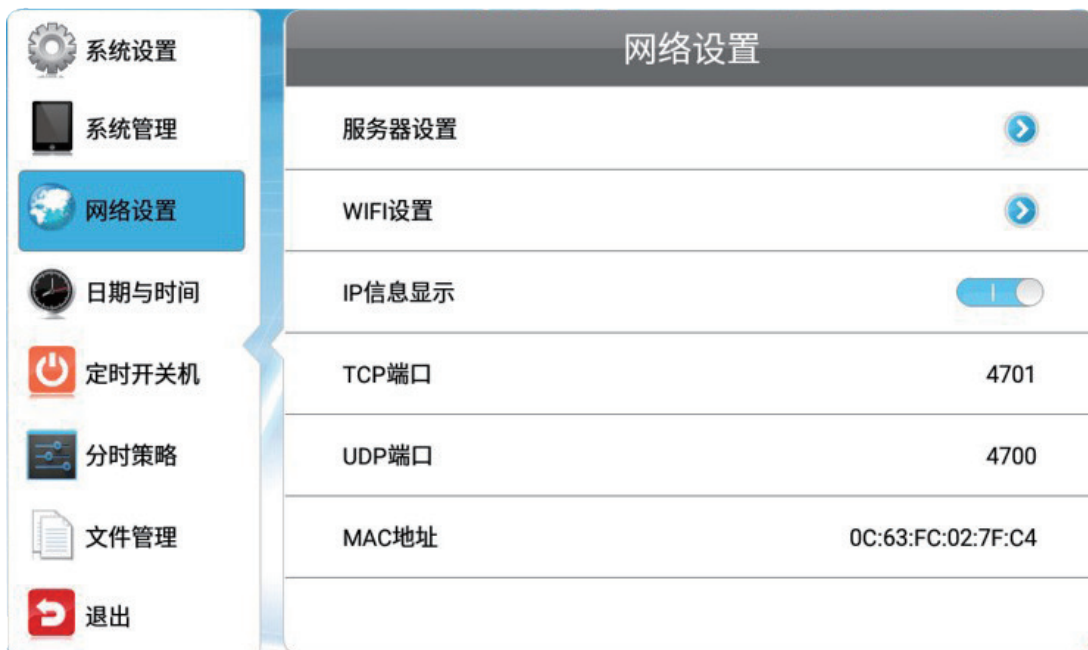 系统设置
系统管理
网络设置
日期与时间
定时开关机
分时策略
文件管理
退出
网络设置
服务器设置
WIFI设置
IP信息显示
TCP端口 4701
UDP端口 4700
MAC地址 0C:63:FC:02:7F:C4